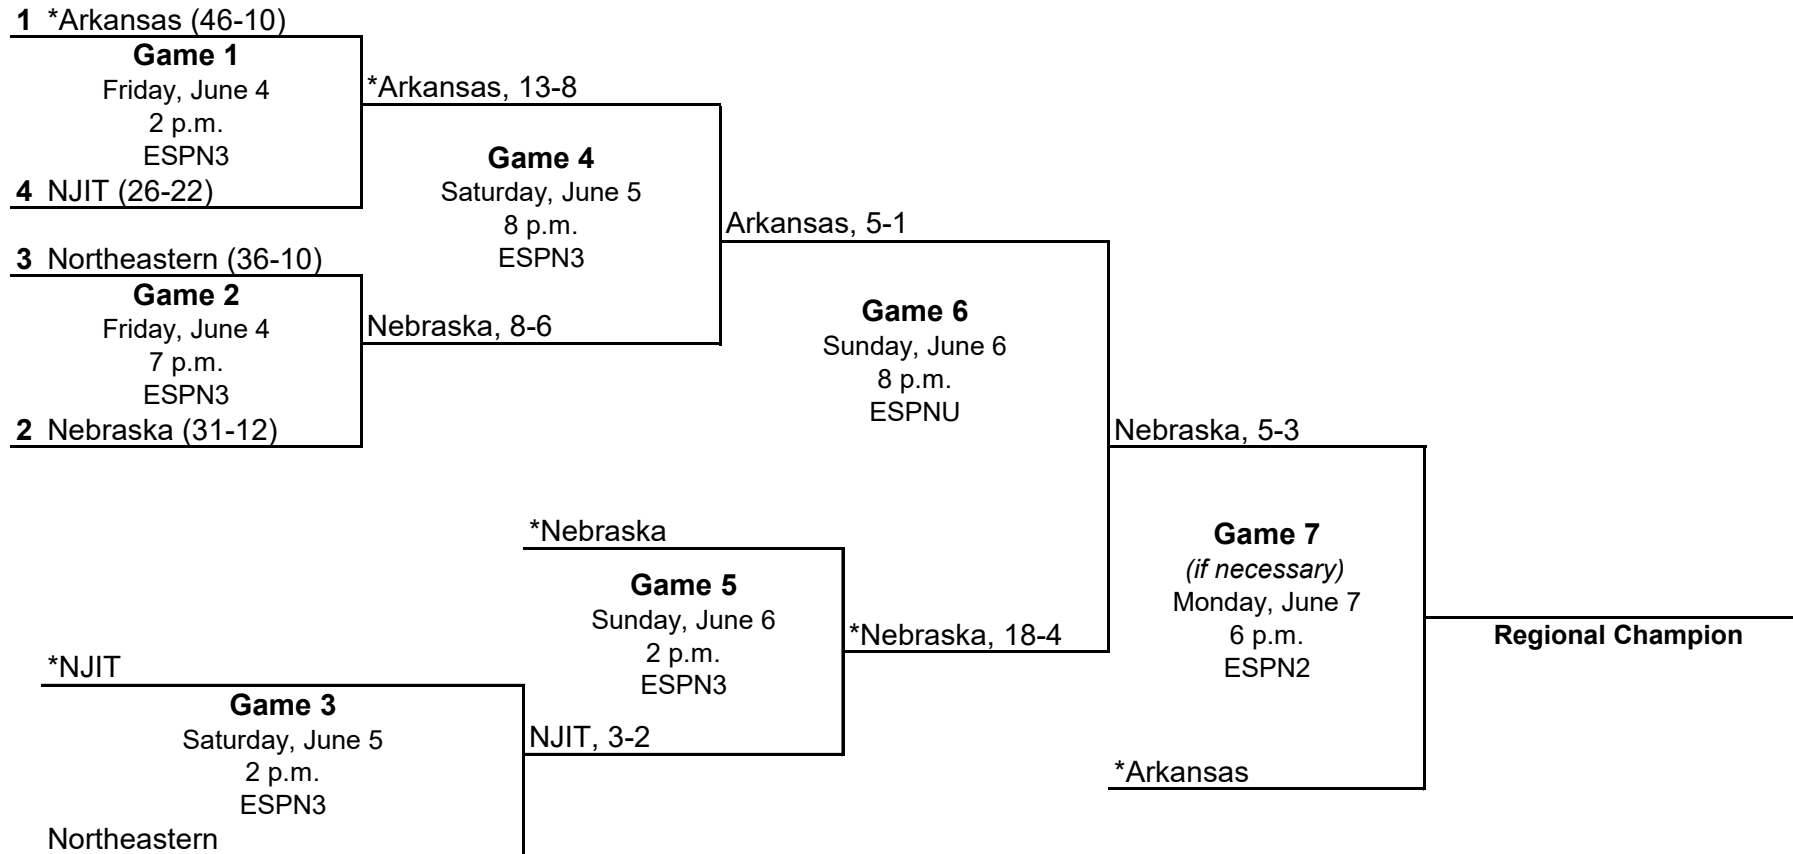 1 *Arkansas (46-10)
Game 1
Friday, June 4
2 p.m.
ESPN3
4 NJIT (26-22)
*Arkansas, 13-8
3 Northeastern (36-10)
Game 2
Friday, June 4
7 p.m.
ESPN3
2 Nebraska (31-12)
Nebraska, 8-6
Game 4
Saturday, June 5
8 p.m.
ESPN3
Arkansas, 5-1
Game 6
Sunday, June 6
8 p.m.
ESPNU
Nebraska, 5-3
*Nebraska
Game 5
Sunday, June 6
2 p.m.
ESPN3
*Nebraska, 18-4
*NJIT
Game 3
Saturday, June 5
2 p.m.
ESPN3
Northeastern
NJIT, 3-2
Game 7
(if necessary)
Monday, June 7
6 p.m.
ESPN2
*Arkansas
Regional Champion